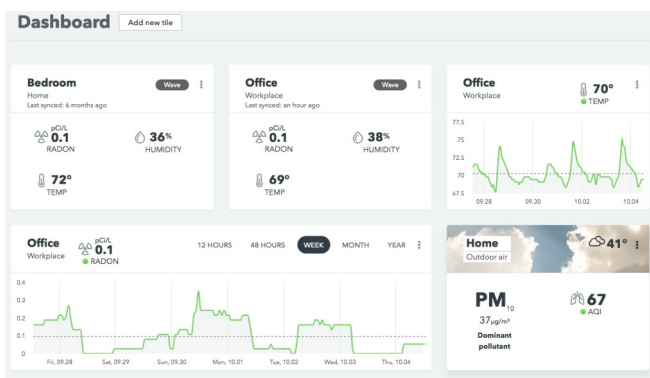 Dashboard Add new tile
Bedroom Wave
Home
Last synced: 6 months ago
pCi/L
0.1
RADON
36%
HUMIDITY
72°
TEMP
Office Wave
Workplace
Last synced: an hour ago
pCi/L
0.1
RADON
38%
HUMIDITY
69°
TEMP
Office
Workplace
70°
TEMP
77.5
75
72.5
70
67.5
09.28 09.30 10.02 10.04
Office
Workplace
pCi/L
0.1
RADON
12 HOURS 48 HOURS WEEK MONTH YEAR
0.4
0.3
0.2
0.1
0
Fri, 09.28 Sat, 09.29 Sun, 09.30 Mon, 10.01 Tue, 10.02 Wed, 10.03 Thu, 10.04
Home
Outdoor air
41°
PM10
37µg/m³
Dominant
pollutant
67
AQI